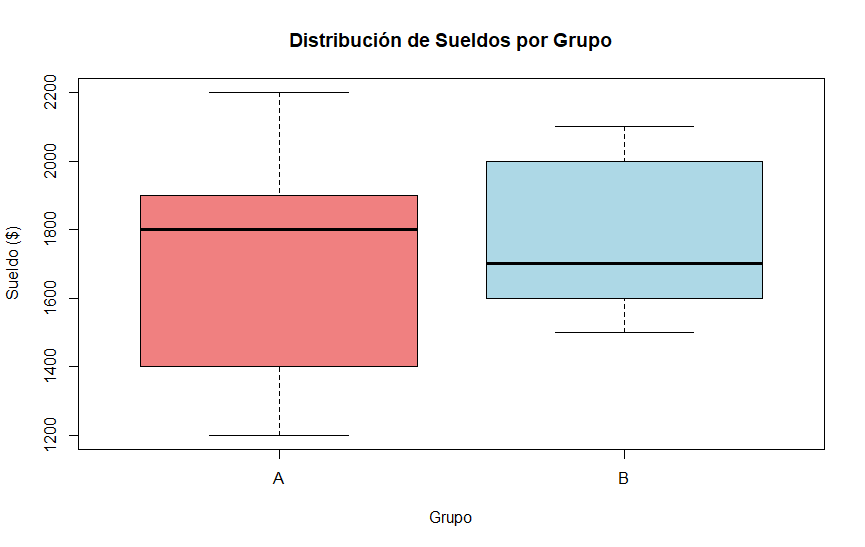 Distribución de Sueldos por Grupo
2200
2000
1800
1600
1400
1200
Sueldo ($)
A
B
Grupo